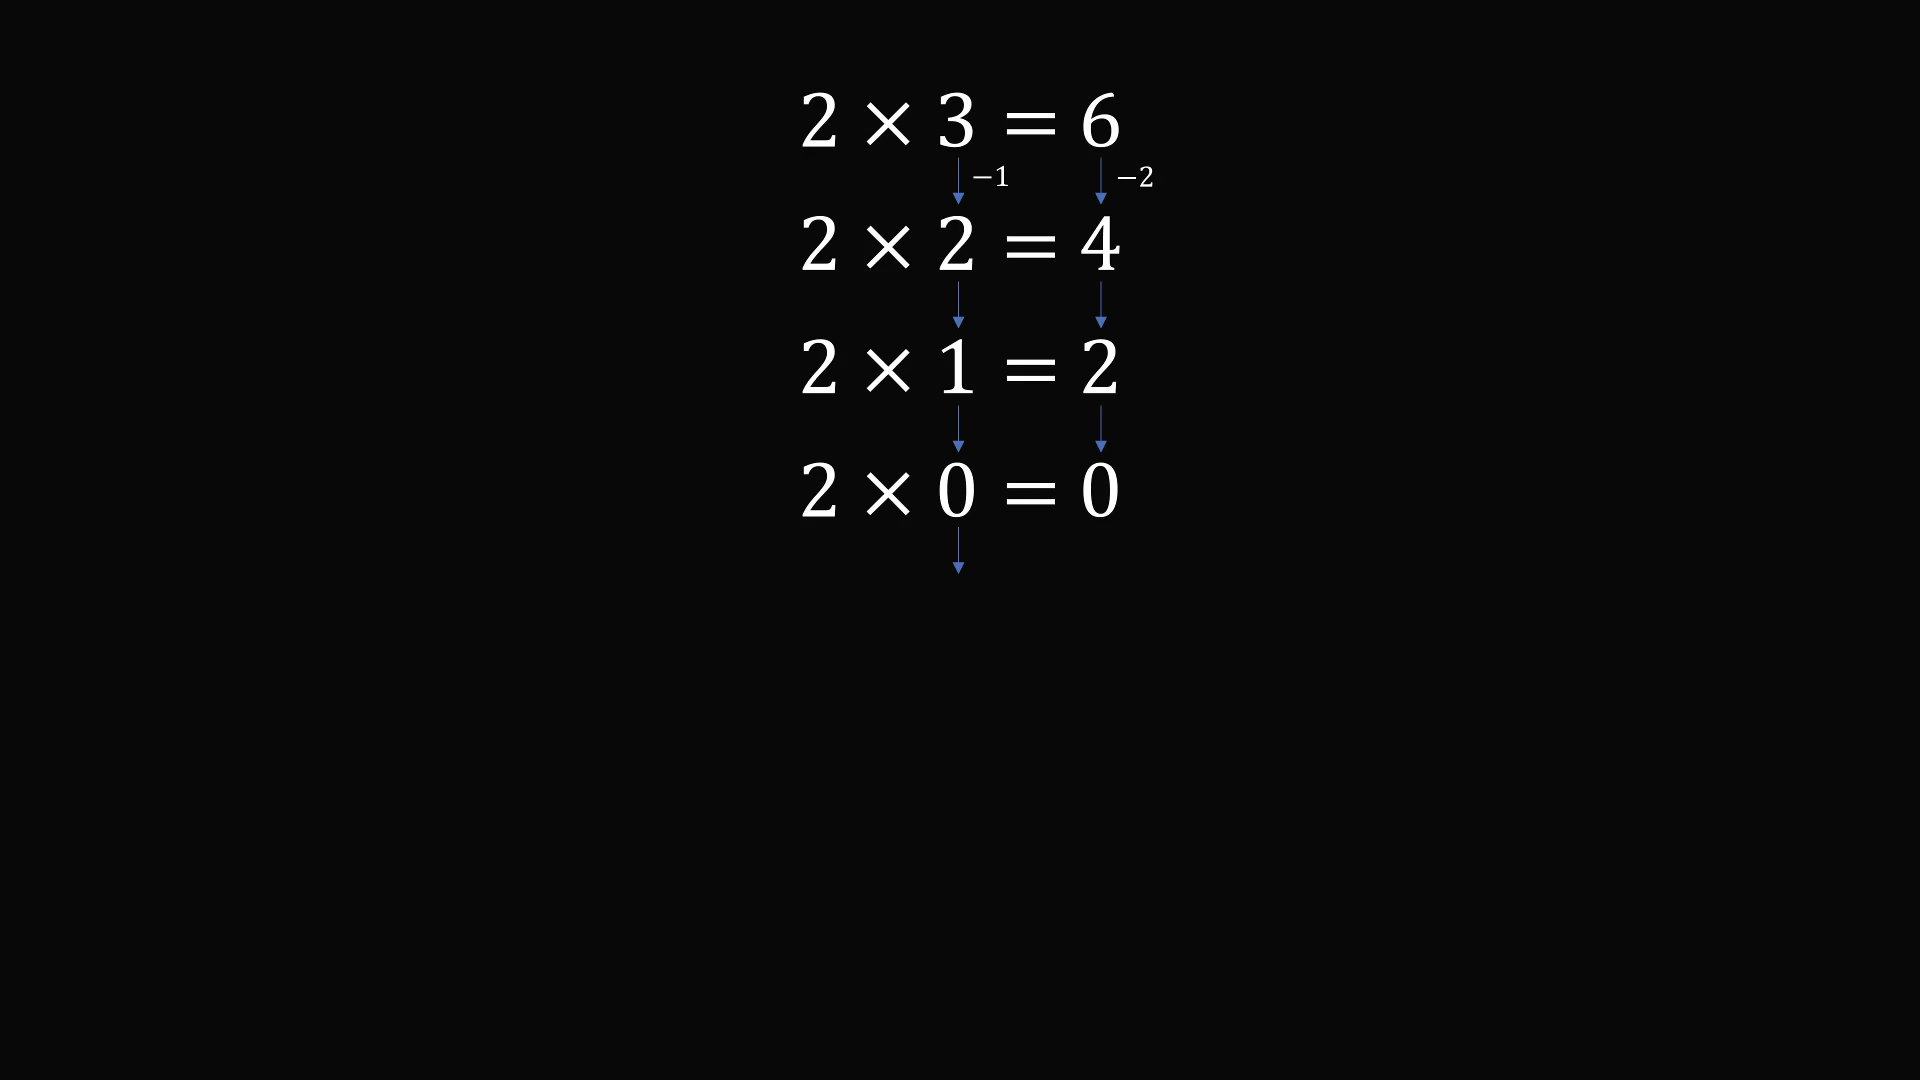 2 × 3 = 6
−1 −2
2 × 2 = 4
2 × 1 = 2
2 × 0 = 0